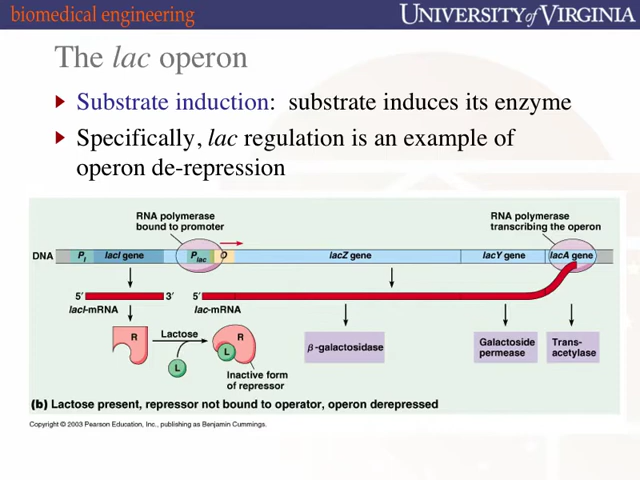 biomedical engineering
UNIVERSITY of VIRGINIA
The lac operon
Substrate induction: substrate induces its enzyme
Specifically, lac regulation is an example of
operon de-repression
RNA polymerase
bound to promoter
RNA polymerase
transcribing the operon
DNA
PI
lacI gene
Plac
O
lacZ gene
lacY gene
lacA gene
5′
3′
5′
lacI-mRNA
lac-mRNA
R
Lactose
R
L
L
Inactive form
of repressor
β-galactosidase
Galactoside
permease
Trans-
acetylase
(b) Lactose present, repressor not bound to operator, operon derepressed
Copyright © 2003 Pearson Education, Inc., publishing as Benjamin Cummings.